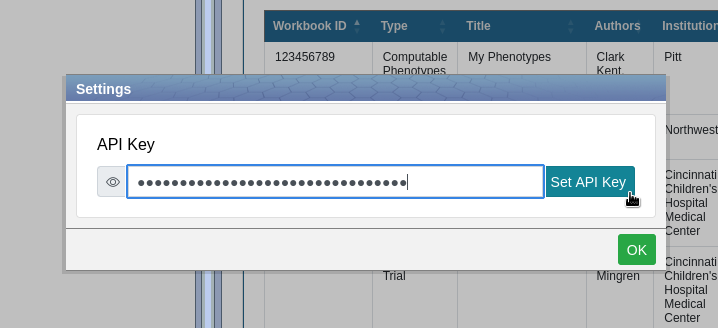 Workbook ID Type Title Authors Institution
123456789 Computable Phenotypes My Phenotypes Clark Kent, Pitt
Settings
Northwest
API Key
●●●●●●●●●●●●●●●●●●●●●●●●●●●●●●●● Set API Key
Cincinnati
Children's
Hospital
Medical
Center
OK
Trial Mingren Cincinnati
Children's
Hospital
Medical
Center